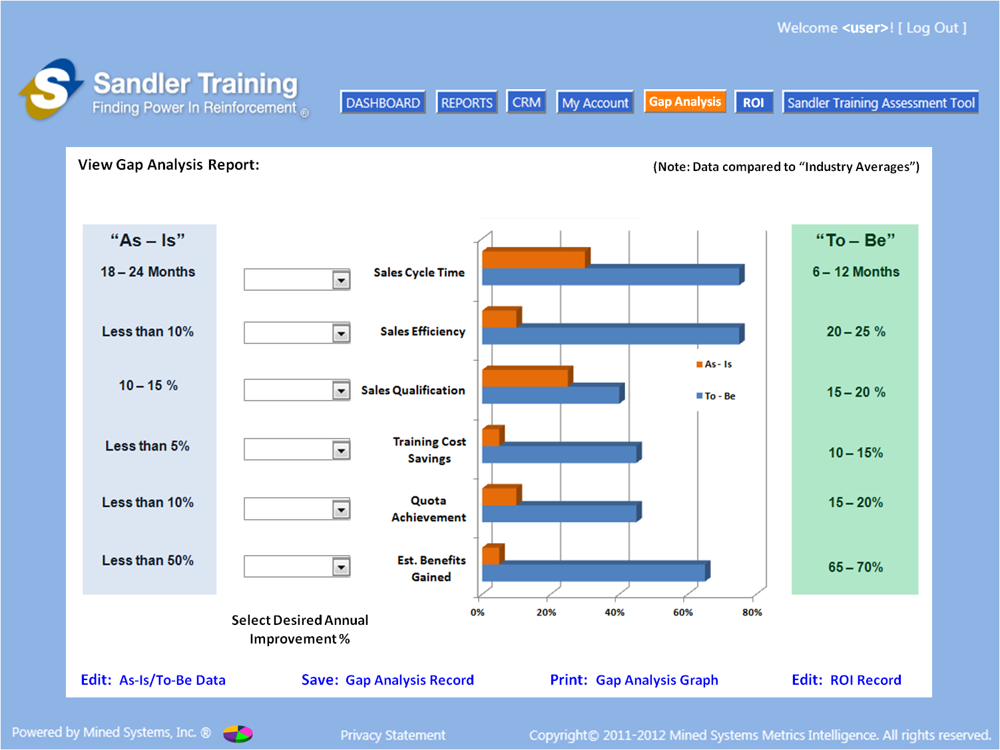 Welcome <user>! [ Log Out ]
S
Sandler Training
Finding Power In Reinforcement ®
DASHBOARD REPORTS CRM My Account Gap Analysis ROI Sandler Training Assessment Tool
View Gap Analysis Report: (Note: Data compared to “Industry Averages”)
“As – Is” “To – Be”
18 – 24 Months Sales Cycle Time 6 – 12 Months
Less than 10% Sales Efficiency 20 – 25 %
As - Is
10 – 15 % Sales Qualification 15 – 20 %
To - Be
Less than 5% Training Cost 10 – 15%
Savings
Less than 10% Quota 15 – 20%
Achievement
Less than 50% Est. Benefits 65 – 70%
Gained
0% 20% 40% 60% 80%
Select Desired Annual
Improvement %
Edit: As-Is/To-Be Data Save: Gap Analysis Record Print: Gap Analysis Graph Edit: ROI Record
Powered by Mined Systems, Inc. ® Privacy Statement Copyright© 2011-2012 Mined Systems Metrics Intelligence. All rights reserved.